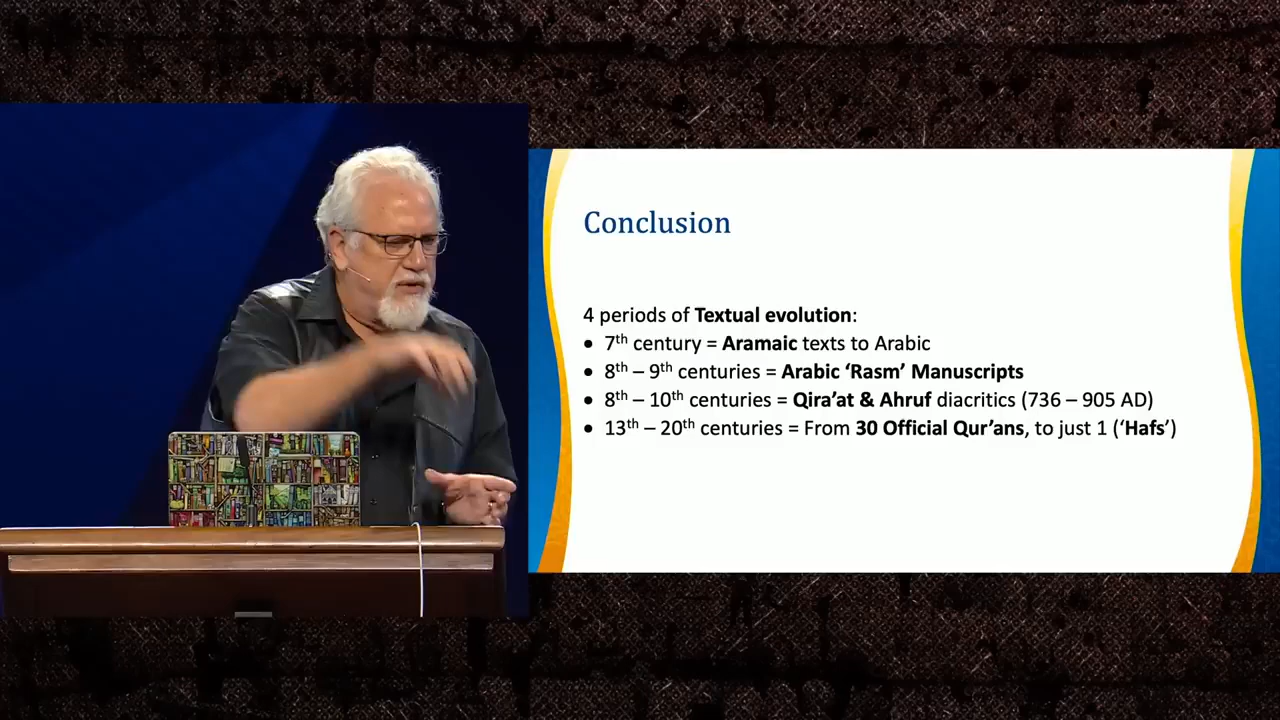 Conclusion
4 periods of Textual evolution:
• 7th century = Aramaic texts to Arabic
• 8th – 9th centuries = Arabic ‘Rasm’ Manuscripts
• 8th – 10th centuries = Qira’at & Ahruf diacritics (736 – 905 AD)
• 13th – 20th centuries = From 30 Official Qur’ans, to just 1 (‘Hafs’)